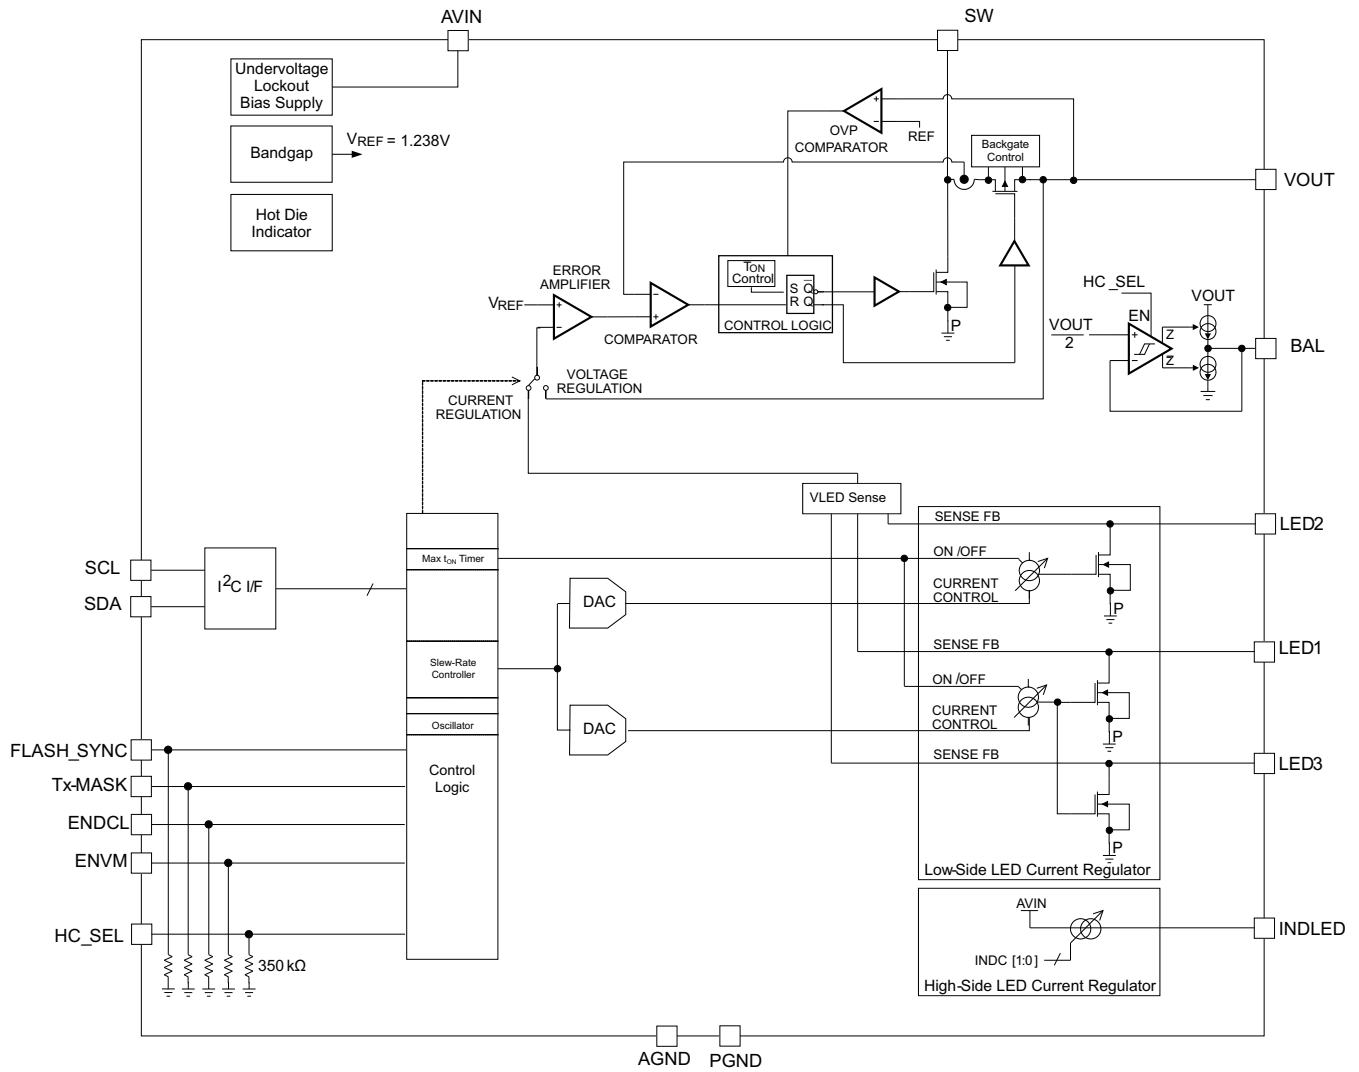 AVIN
SW
Undervoltage
Lockout
Bias Supply
Bandgap
VREF = 1.238V
Hot Die
Indicator
OVP
COMPARATOR
+
−
REF
Backgate
Control
VOUT
ERROR
AMPLIFIER
VREF
+
−
−
+
COMPARATOR
TON
Control
S Q̅
R Q
CONTROL LOGIC
P
HC_SEL
EN
VOUT
2
+
−
Z
Z̅
VOUT
BAL
VOLTAGE
REGULATION
CURRENT
REGULATION
VLED Sense
SENSE FB
LED2
ON /OFF
CURRENT
CONTROL
P
SCL
SDA
I2C I/F
Max tON Timer
DAC
Slew-Rate
Controller
SENSE FB
LED1
ON /OFF
CURRENT
CONTROL
P
DAC
Oscillator
FLASH_SYNC
Tx-MASK
ENDCL
ENVM
HC_SEL
Control
Logic
350 kΩ
SENSE FB
LED3
P
Low-Side LED Current Regulator
AVIN
INDC [1:0]
INDLED
High-Side LED Current Regulator
AGND
PGND